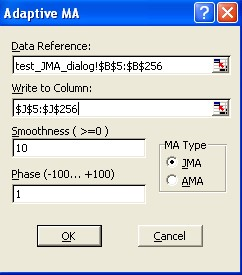 Adaptive MA
Data Reference:
test_JMA_dialog!$B$5:$B$256
Write to Column:
$J$5:$J$256
Smoothness ( >=0 )
10
Phase (-100... +100)
1
MA Type
JMA
AMA
OK
Cancel